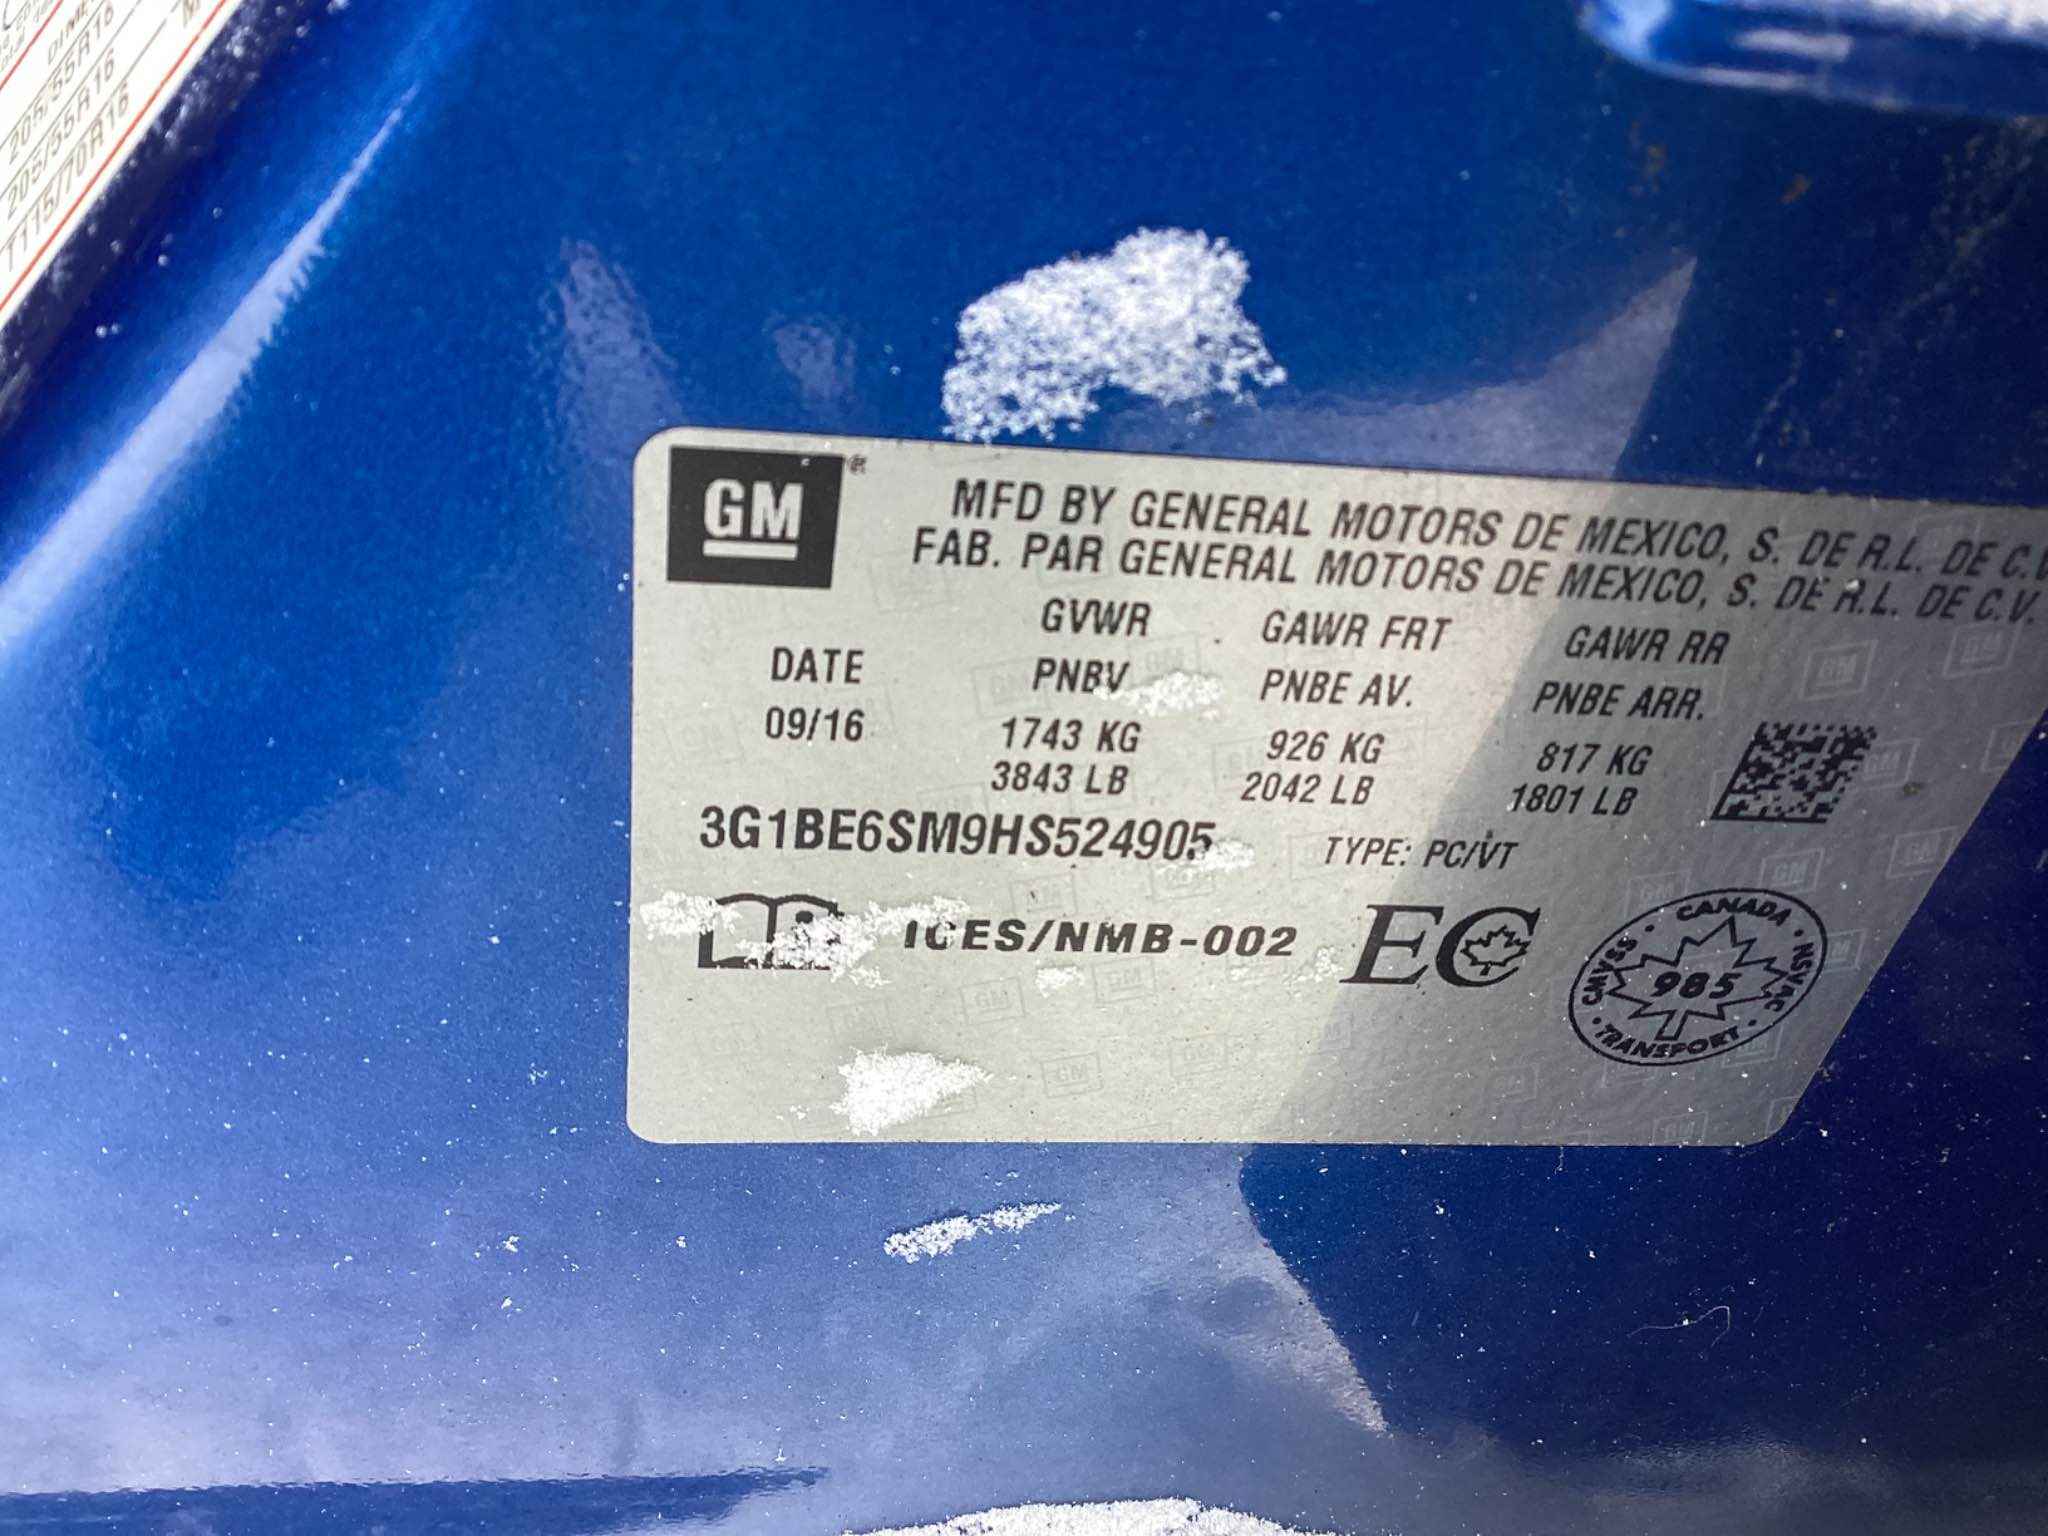 205/55R16
205/55R16
T115/70R16
GM
MFD BY GENERAL MOTORS DE MEXICO, S. DE R.L. DE C.V.
FAB. PAR GENERAL MOTORS DE MEXICO, S. DE R.L. DE C.V.
GVWR GAWR FRT GAWR RR
DATE PNBV PNBE AV. PNBE ARR.
09/16 1743 KG 926 KG 817 KG
3843 LB 2042 LB 1801 LB
3G1BE6SM9HS524905 TYPE: PC/VT
ICES/NMB-002 EC
CANADA • NSVAC • TRANSPORT • CMVSS •
985